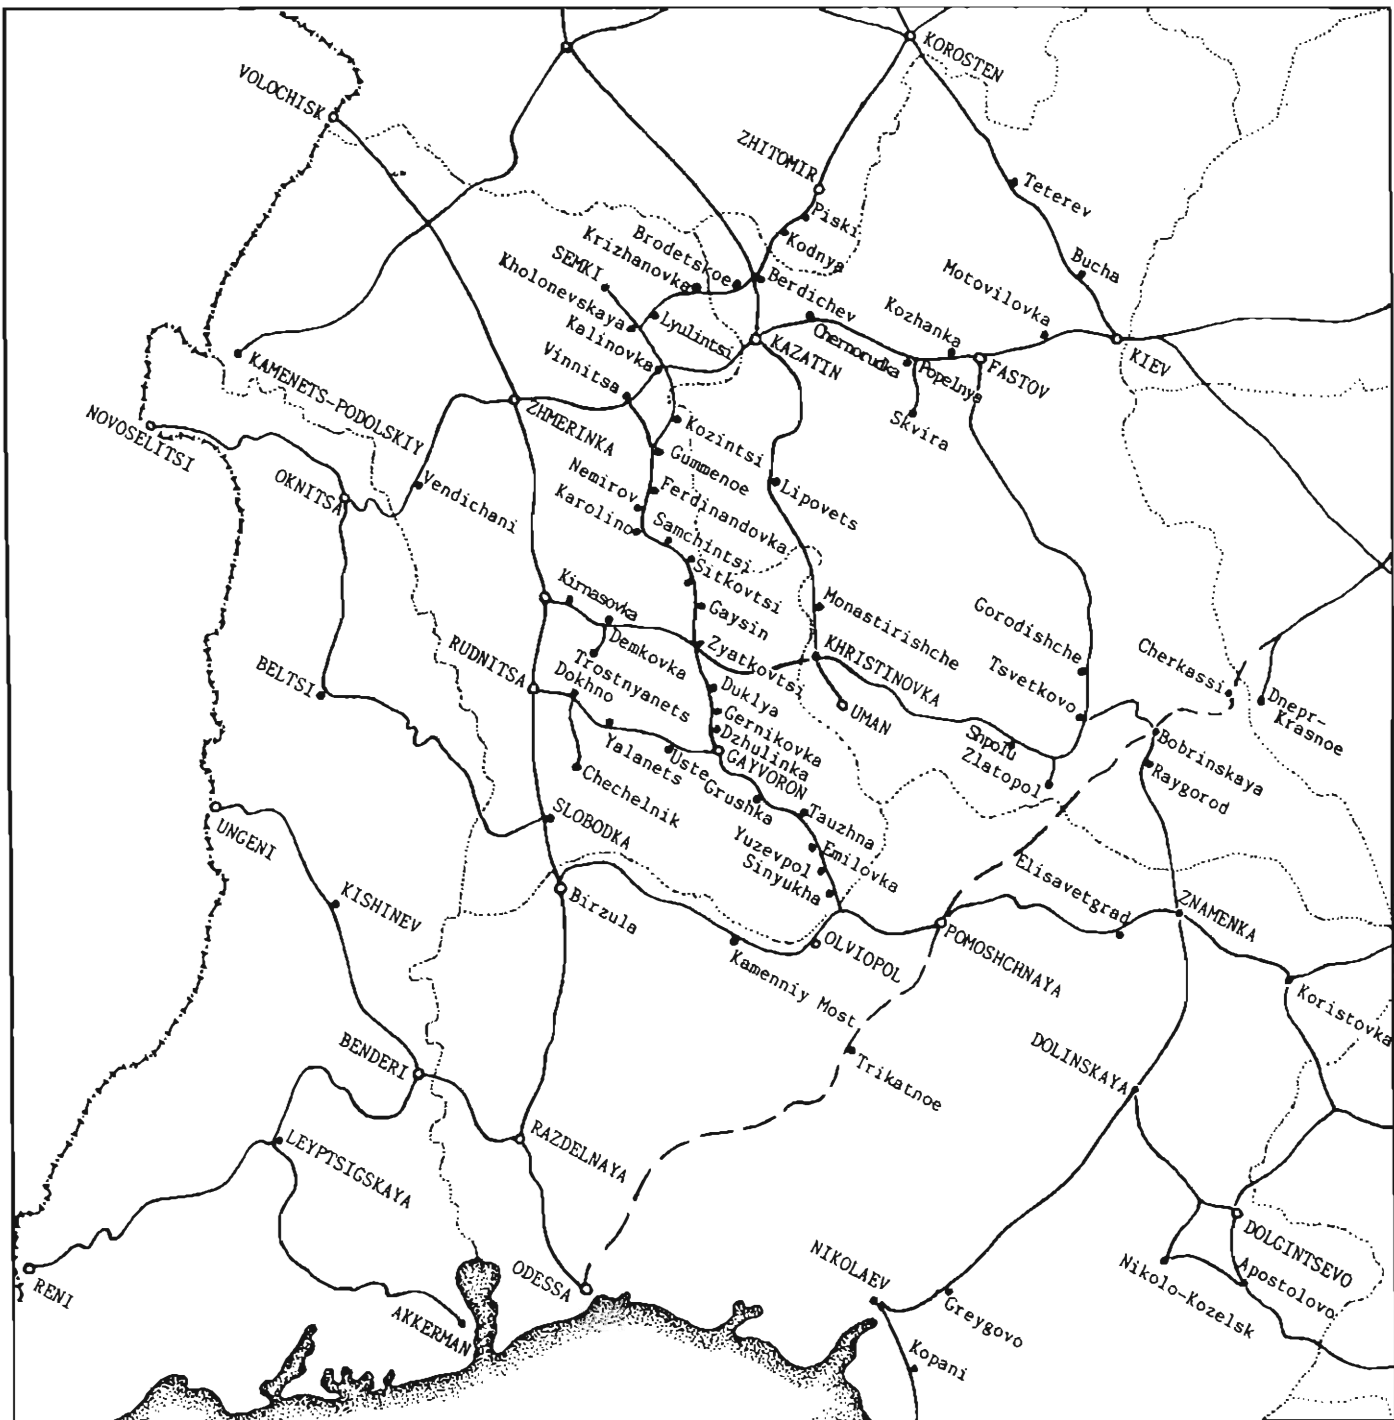 KOROSTEN
VOLOCHISK
ZHITOMIR
Teterev
Piski
Kodnya
Brodetskoe
Krizhanovka
SEMKI
Kholonevskaya
Berdichev
Bucha
Motovilovka
Kozhanka
Lyulintsi
Kalinovka
Chernorudka
KAZATIN
Popelnya
FASTOV
KIEV
Vinnitsa
KAMENETS-PODOLSKIY
NOVOSELITSI
ZHMERINKA
Skvira
Kozintsi
Gummenoe
OKNITSA
Vendichani
Nemirov
Ferdinandovka
Lipovets
Karolino
Samchintsi
Sitkovtsi
Kirnasovka
Gaysin
Monastirishche
Gorodishche
Demkovka
Zyatkovtsi
KHRISTINOVKA
Tsvetkovo
Cherkassi
RUDNITSA
Trostnyanets
BELTSI
Dokhno
Duklya
UMAN
Dnepr-
Krasnoe
Gernikovka
Dzhulinka
Shpolu
Zlatopol
Bobrinskaya
Yalanets
Uste
GAYVORON
Raygorod
Chechelnik
Grushka
Tauzhna
UNGENI
SLOBODKA
Yuzevpol
Emilovka
Sinyukha
Elisavetgrad
ZNAMENKA
KISHINEV
Birzula
OLVIOPOL
POMOSHCHNAYA
Kamenniy Most
Koristovka
BENDERI
DOLINSKAYA
Trikatnoe
LEYPTSIGSKAYA
RAZDELNAYA
DOLGINTSEVO
NIKOLAEV
Nikolo-Kozelsk
Apostolovo
RENI
ODESSA
AKKERMAN
Greygovo
Kopani